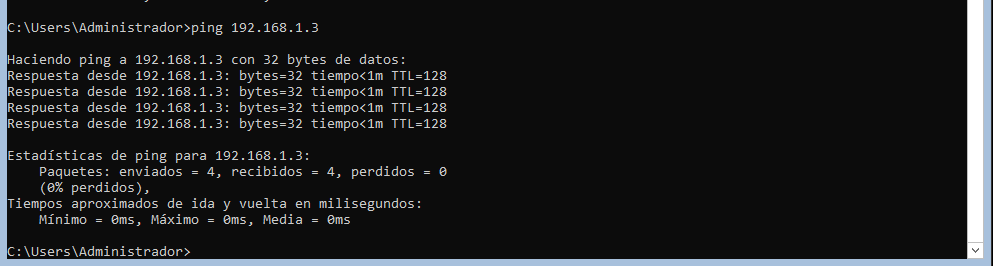 C:\Users\Administrador>ping 192.168.1.3
Haciendo ping a 192.168.1.3 con 32 bytes de datos:
Respuesta desde 192.168.1.3: bytes=32 tiempo<1m TTL=128
Respuesta desde 192.168.1.3: bytes=32 tiempo<1m TTL=128
Respuesta desde 192.168.1.3: bytes=32 tiempo<1m TTL=128
Respuesta desde 192.168.1.3: bytes=32 tiempo<1m TTL=128
Estadísticas de ping para 192.168.1.3:
    Paquetes: enviados = 4, recibidos = 4, perdidos = 0
    (0% perdidos),
Tiempos aproximados de ida y vuelta en milisegundos:
    Mínimo = 0ms, Máximo = 0ms, Media = 0ms
C:\Users\Administrador>